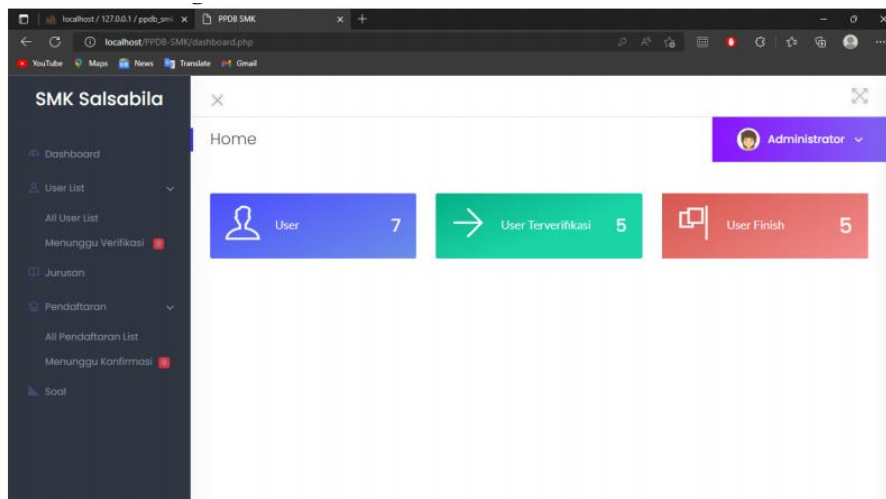 localhost / 127.0.0.1 / ppdb_smk
PPDB SMK
localhost/PPDB-SMK/dashboard.php
YouTube Maps News Translate Gmail
SMK Salsabila
Home
Administrator
Dashboard
User List
All User List
Menunggu Verifikasi
Jurusan
Pendaftaran
All Pendaftaran List
Menunggu Konfirmasi
Soal
User 7
User Terverifikasi 5
User Finish 5